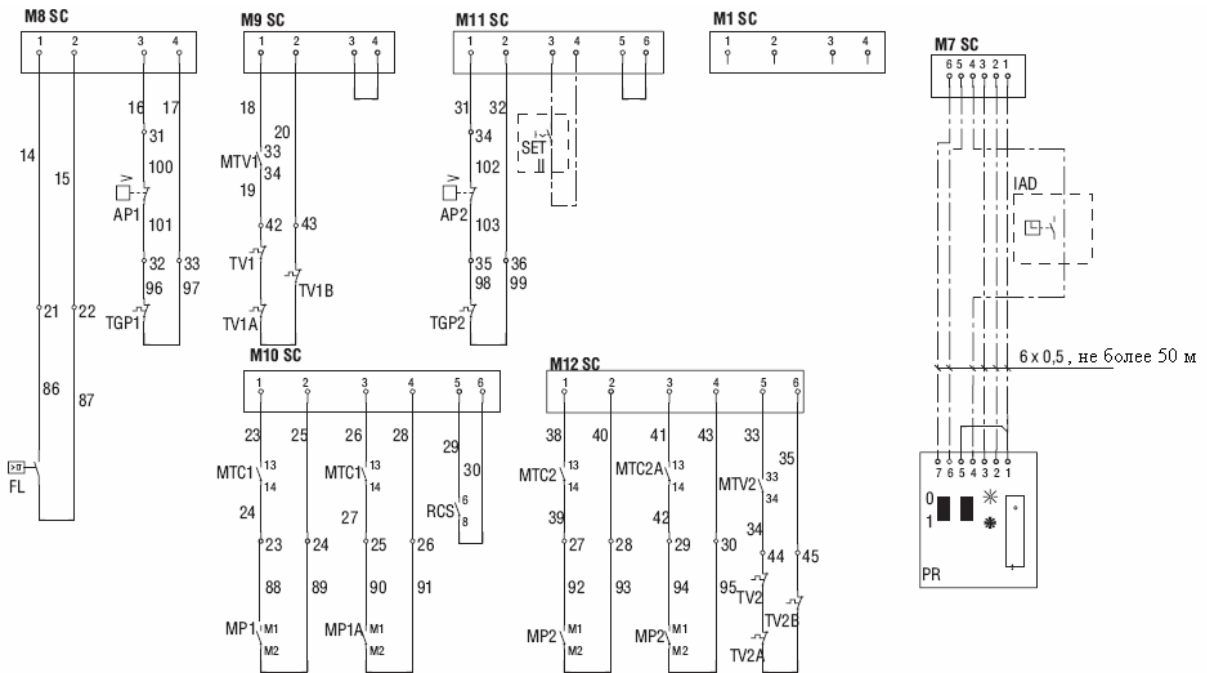 M8 SC
1 2 3 4
M9 SC
1 2 3 4
M11 SC
1 2 3 4 5 6
M1 SC
1 2 3 4
M7 SC
6 5 4 3 2 1
16 17
31
14
15
100
V
AP1
101
32 33
96 97
21 22
TGP1
86 87
>π
FL
18
20
MTV1 33
34
19
42 43
TV1
TV1B
TV1A
31 32
34
SET
II
102
V
AP2
103
35 36
98 99
TGP2
IAD
6 x 0,5 , не более 50 м
M10 SC
1 2 3 4 5 6
23 25 26 28
29
30
MTC1 13
14
MTC1 13
14
RCS 6
8
24 27
23 24 25 26
88 89 90 91
MP1 M1
M2
MP1A M1
M2
M12 SC
1 2 3 4 5 6
38 40 41 43 33
35
MTC2 13
14
MTC2A 13
14
MTV2 33
34
39 42 34
27 28 29 30 44 45
92 93 94 95
TV2
TV2B
MP2 M1
M2
MP2 M1
M2
TV2A
7 6 5 4 3 2 1
0
1
PR